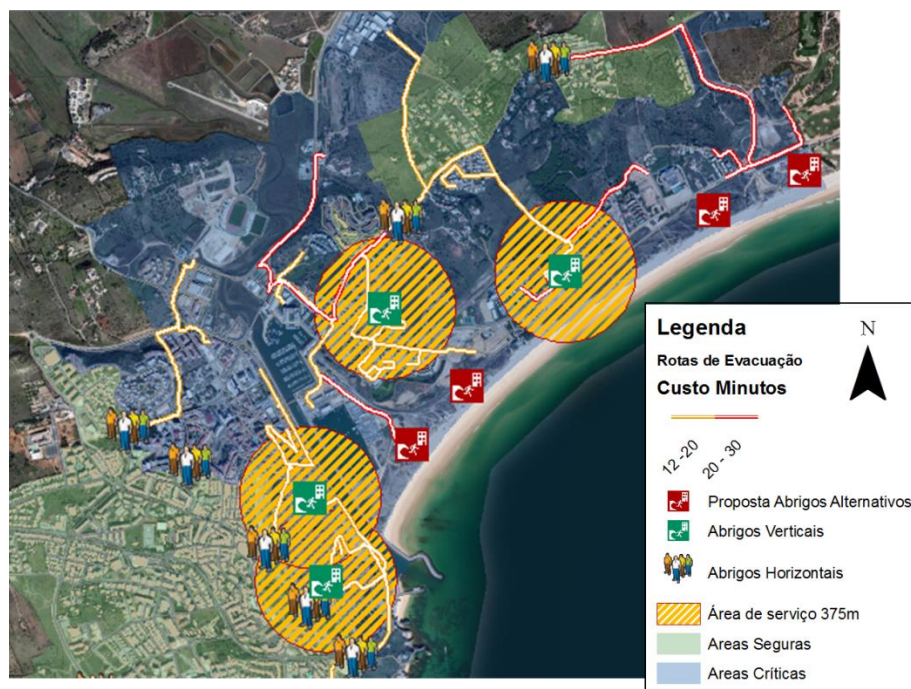 Legenda
N
Rotas de Evacuação
Custo Minutos
12 -20
20 - 30
Proposta Abrigos Alternativos
Abrigos Verticais
Abrigos Horizontais
Área de serviço 375m
Areas Seguras
Areas Críticas